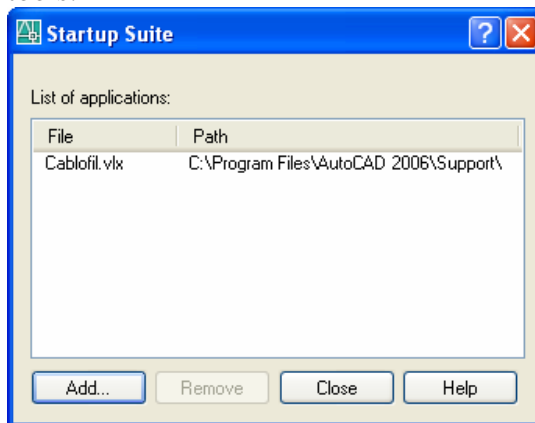 Startup Suite
List of applications:
File Path
Cablofil.vlx C:\Program Files\AutoCAD 2006\Support\
Add... Remove Close Help